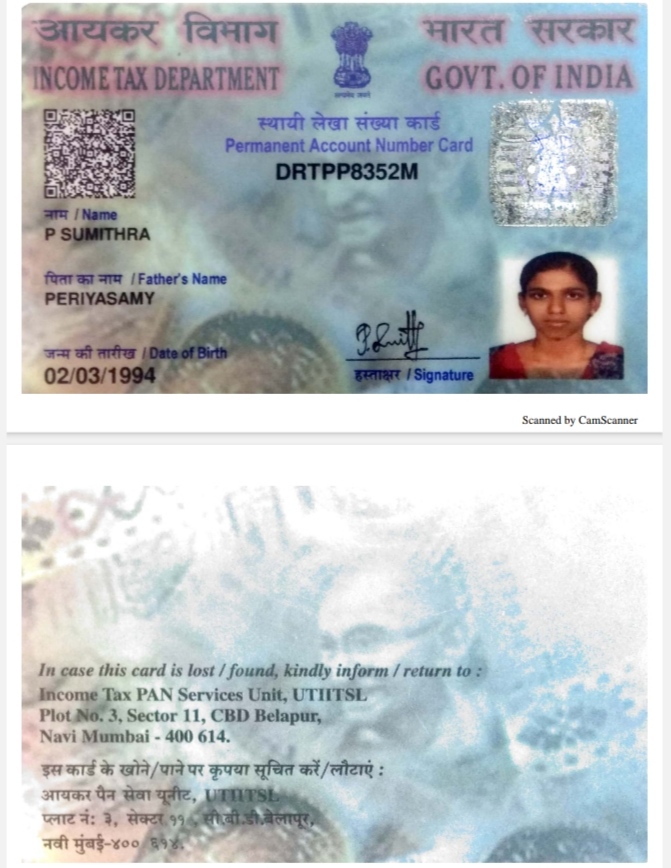 आयकर विभाग
INCOME TAX DEPARTMENT
सत्यमेव जयते
भारत सरकार
GOVT. OF INDIA
स्थायी लेखा संख्या कार्ड
Permanent Account Number Card
DRTPP8352M
नाम / Name
P SUMITHRA
पिता का नाम / Father's Name
PERIYASAMY
जन्म की तारीख / Date of Birth
02/03/1994
हस्ताक्षर / Signature
Scanned by CamScanner
In case this card is lost / found, kindly inform / return to :
Income Tax PAN Services Unit, UTIITSL
Plot No. 3, Sector 11, CBD Belapur,
Navi Mumbai - 400 614.
इस कार्ड के खोने/पाने पर कृपया सूचित करें/लौटाएं :
आयकर पैन सेवा यूनीट, UTIITSL
प्लाट नं: ३, सेक्टर ११ , सी.बी.डी.बेलापूर,
नवी मुंबई-४०० ६१४.